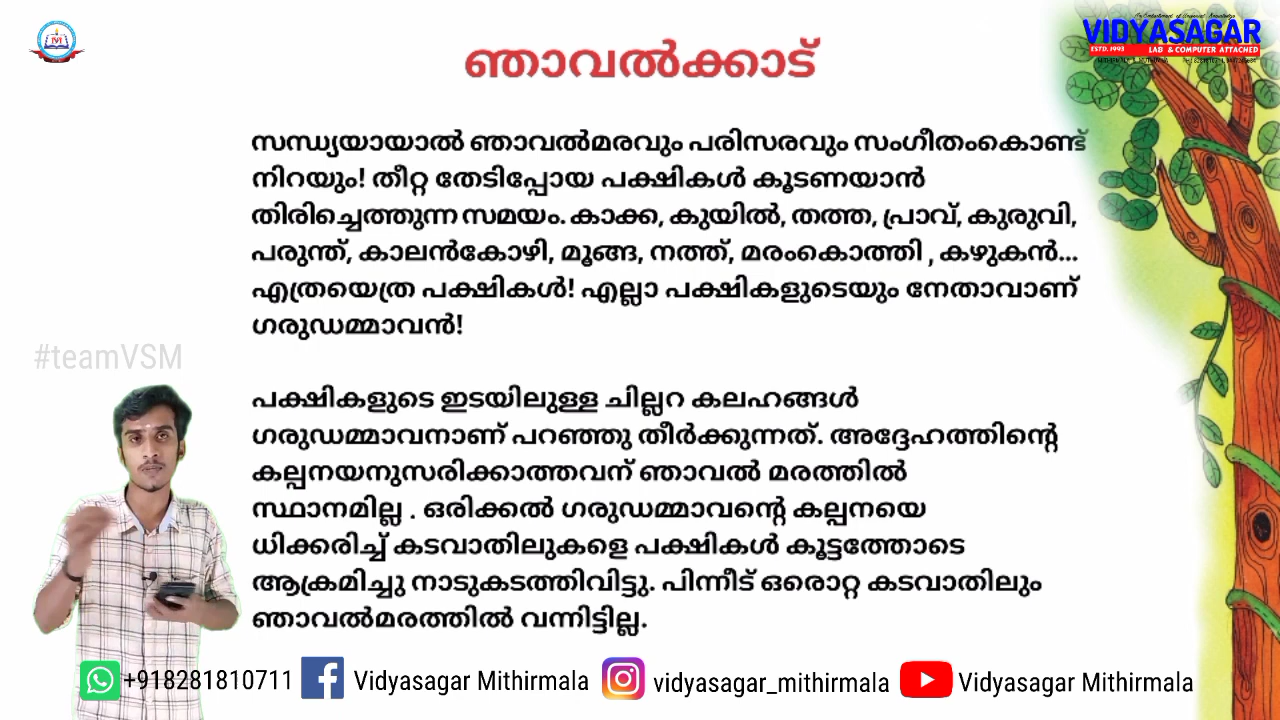 ഞാവൽക്കാട്
VIDYASAGAR
ESTD.1993 LAB & COMPUTER ATTACHED
സന്ധ്യയായാൽ ഞാവൽമരവും പരിസരവും സംഗീതംകൊണ്ട്
നിറയും! തീറ്റ തേടിപ്പോയ പക്ഷികൾ കൂടണയാൻ
തിരിച്ചെത്തുന്ന സമയം. കാക്ക, കുയിൽ, തത്ത, പ്രാവ്, കുരുവി,
പരുന്ത്, കാലൻകോഴി, മൂങ്ങ, നത്ത്, മരംകൊത്തി , കഴുകൻ...
എത്രയെത്ര പക്ഷികൾ! എല്ലാ പക്ഷികളുടെയും നേതാവാണ്
ഗരുഡമ്മാവൻ!
#teamVSM
പക്ഷികളുടെ ഇടയിലുള്ള ചില്ലറ കലഹങ്ങൾ
ഗരുഡമ്മാവനാണ് പറഞ്ഞു തീർക്കുന്നത്. അദ്ദേഹത്തിന്റെ
കല്പനയനുസരിക്കാത്തവന് ഞാവൽ മരത്തിൽ
സ്ഥാനമില്ല . ഒരിക്കൽ ഗരുഡമ്മാവന്റെ കല്പനയെ
ധിക്കരിച്ച് കടവാതിലുകളെ പക്ഷികൾ കൂട്ടത്തോടെ
ആക്രമിച്ചു നാടുകടത്തിവിട്ടു. പിന്നീട് ഒരൊറ്റ കടവാതിലും
ഞാവൽമരത്തിൽ വന്നിട്ടില്ല.
+918281810711 Vidyasagar Mithirmala vidyasagar_mithirmala Vidyasagar Mithirmala